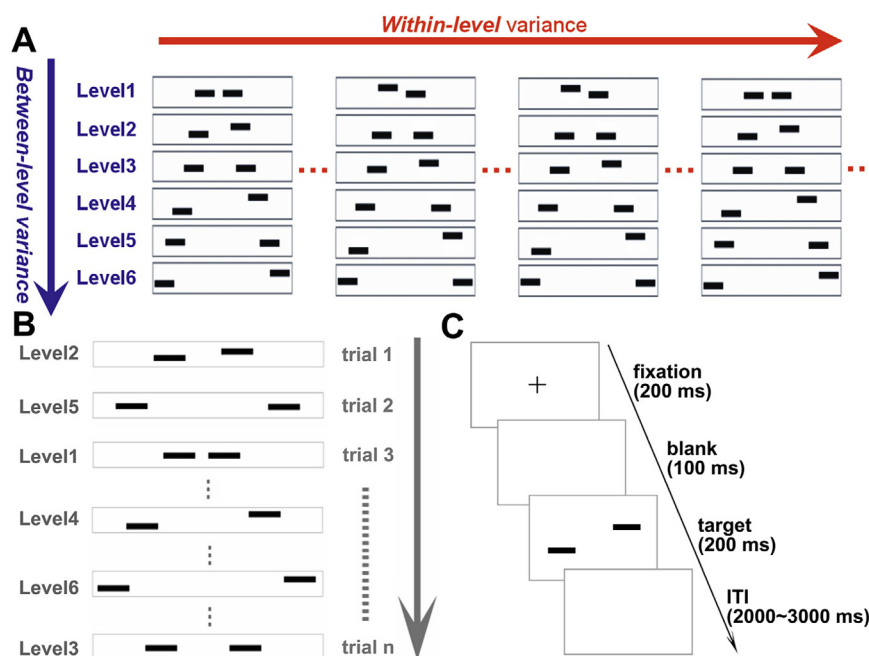 Within-level variance
A
Between-level variance
Level1
Level2
Level3
Level4
Level5
Level6
B
Level2 trial 1
Level5 trial 2
Level1 trial 3
Level4
Level6
Level3 trial n
C
fixation
(200 ms)
blank
(100 ms)
target
(200 ms)
ITI
(2000~3000 ms)